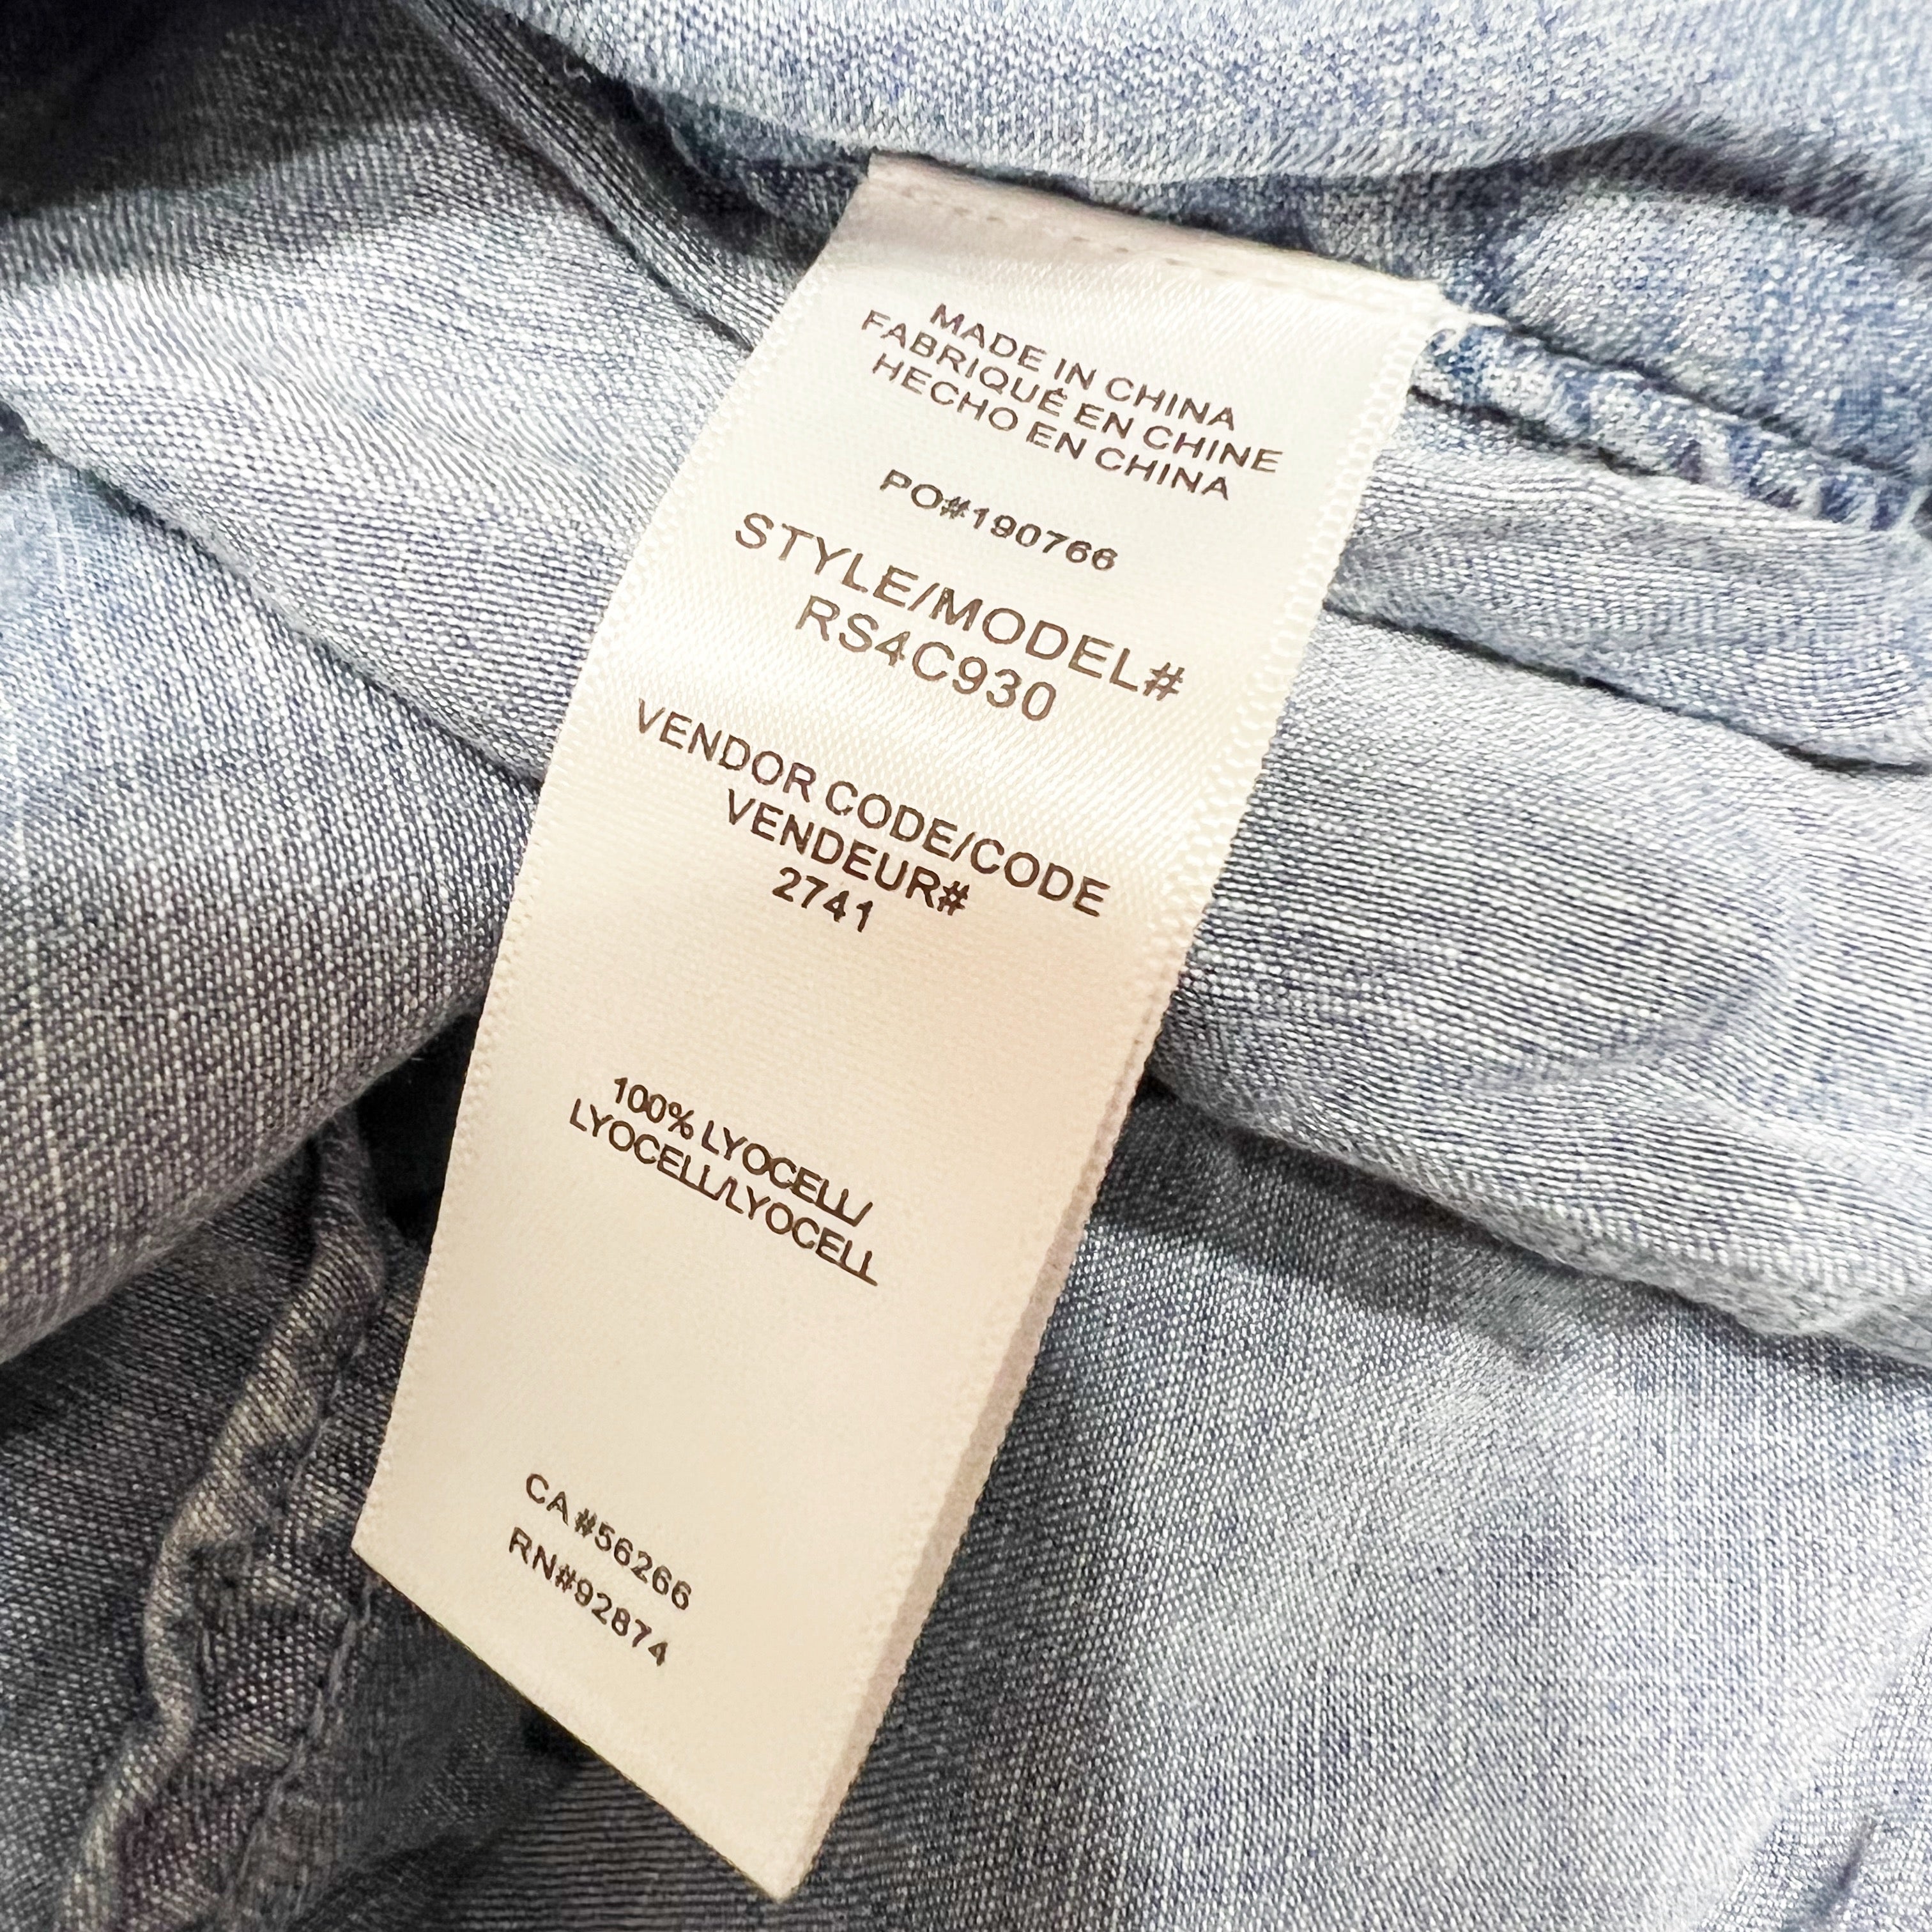 MADE IN CHINA
FABRIQUÉ EN CHINE
HECHO EN CHINA
PO#190766
STYLE/MODEL#
RS4C930
VENDOR CODE/CODE
VENDEUR#
2741
100% LYOCELL/
LYOCELL/LYOCELL
CA#56266
RN#92874